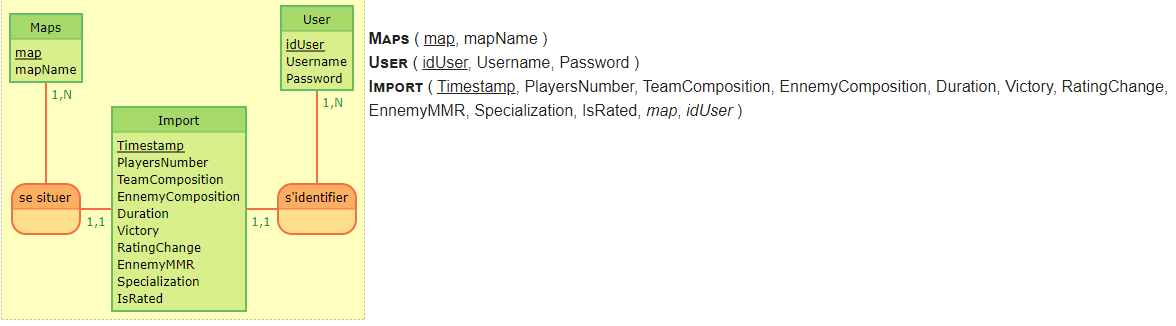 Maps
map
mapName
1,N
User
idUser
Username
Password
1,N
Import
Timestamp
PlayersNumber
TeamComposition
EnnemyComposition
Duration
Victory
RatingChange
EnnemyMMR
Specialization
IsRated
se situer
1,1
s'identifier
1,1
MAPS ( map, mapName )
USER ( idUser, Username, Password )
IMPORT ( Timestamp, PlayersNumber, TeamComposition, EnnemyComposition, Duration, Victory, RatingChange,
EnnemyMMR, Specialization, IsRated, map, idUser )